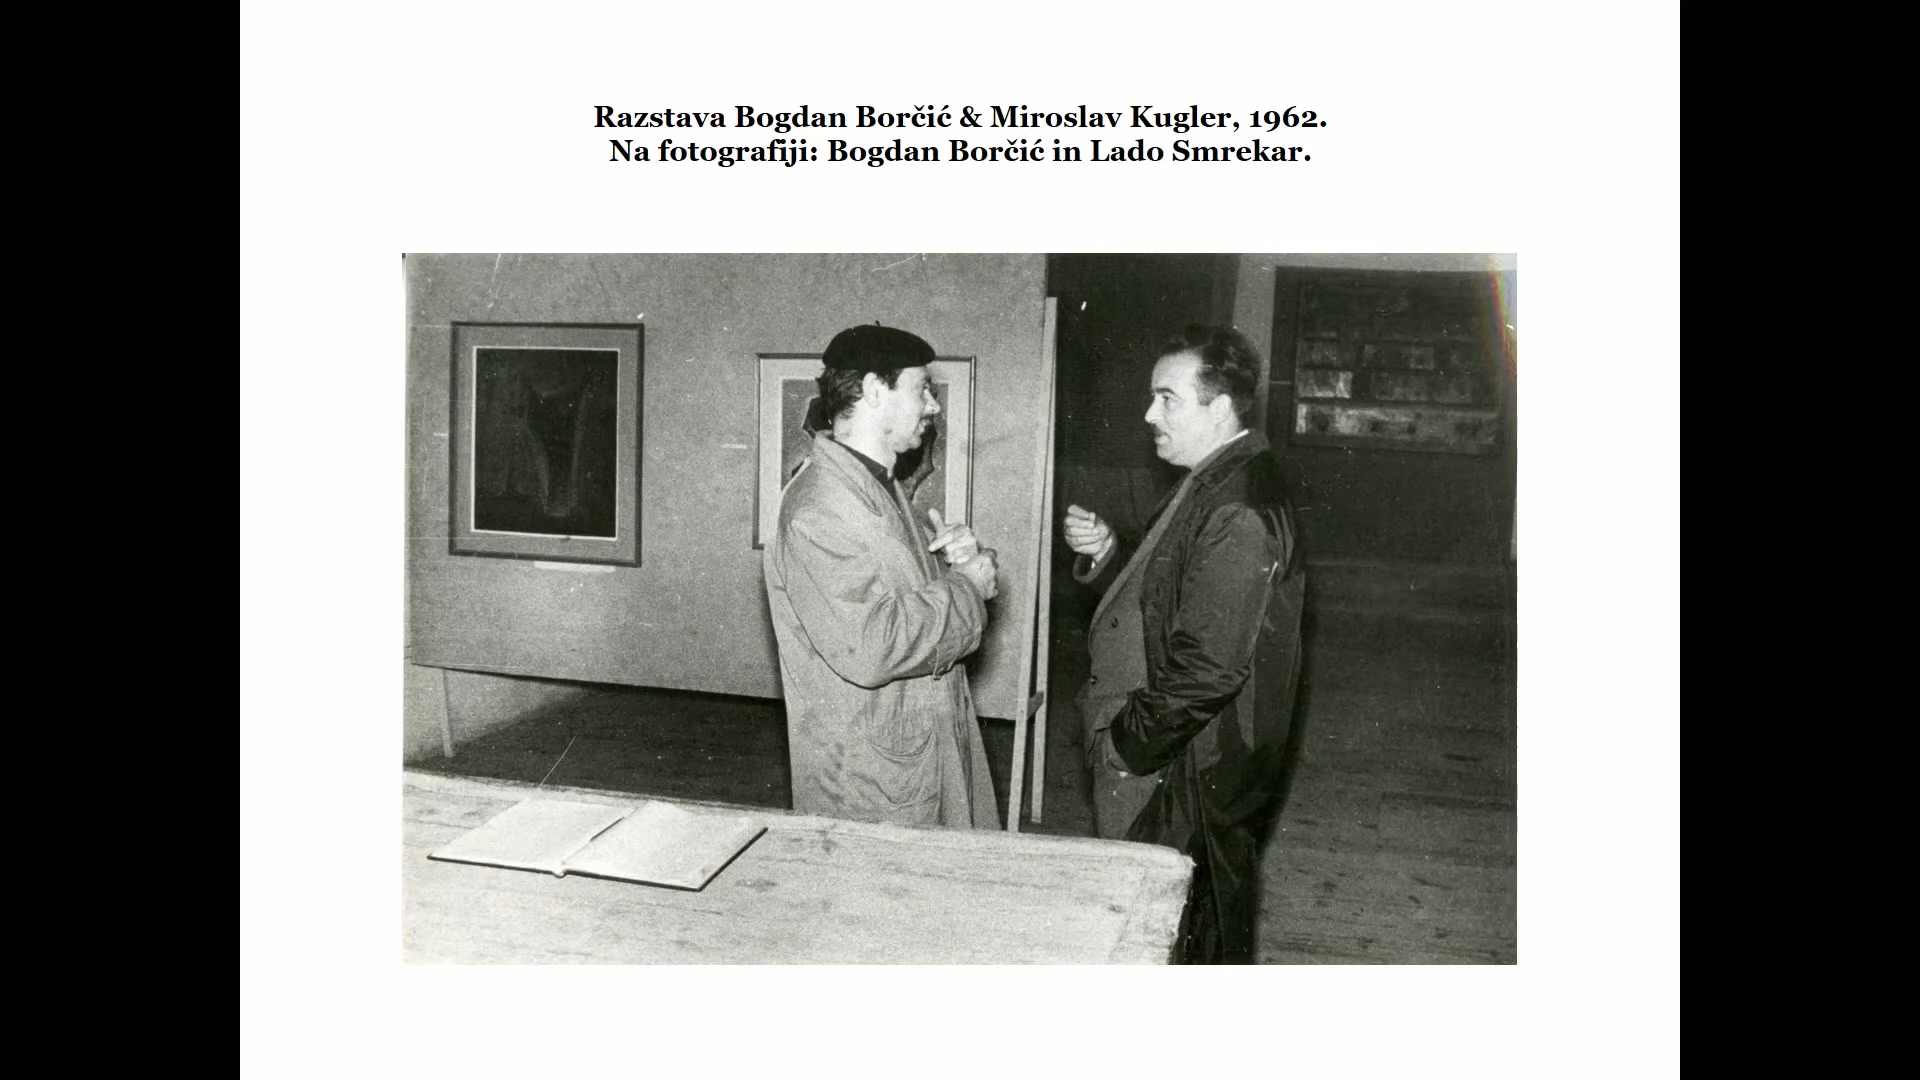 Razstava Bogdan Borčić & Miroslav Kugler, 1962.
Na fotografiji: Bogdan Borčić in Lado Smrekar.